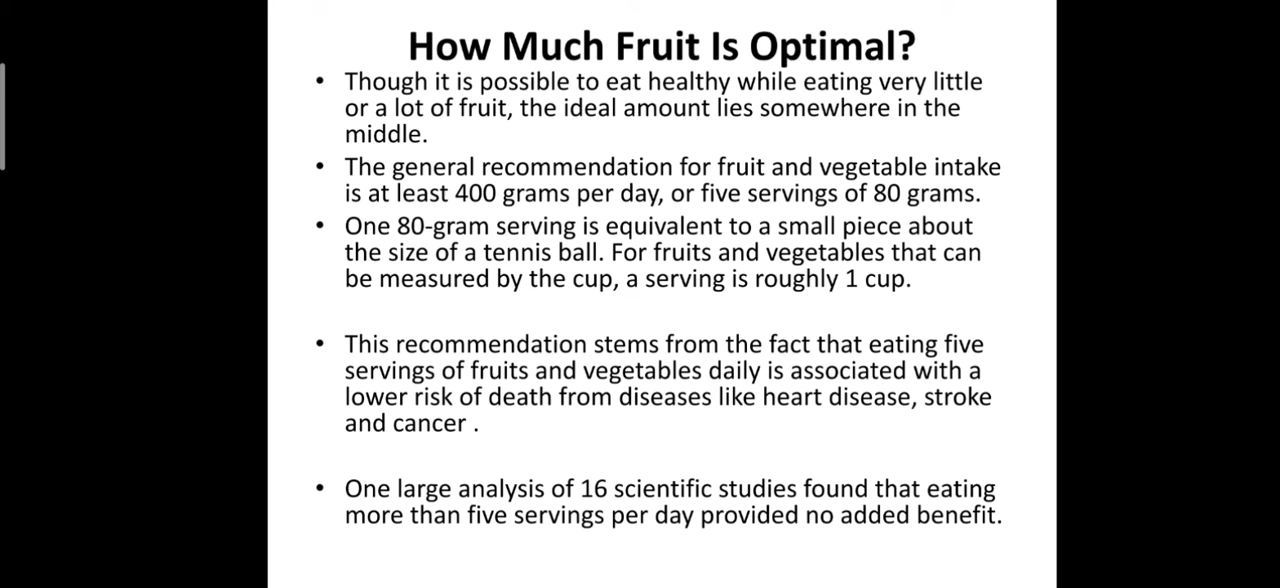 How Much Fruit Is Optimal?
• Though it is possible to eat healthy while eating very little
or a lot of fruit, the ideal amount lies somewhere in the
middle.
• The general recommendation for fruit and vegetable intake
is at least 400 grams per day, or five servings of 80 grams.
• One 80-gram serving is equivalent to a small piece about
the size of a tennis ball. For fruits and vegetables that can
be measured by the cup, a serving is roughly 1 cup.
• This recommendation stems from the fact that eating five
servings of fruits and vegetables daily is associated with a
lower risk of death from diseases like heart disease, stroke
and cancer .
• One large analysis of 16 scientific studies found that eating
more than five servings per day provided no added benefit.